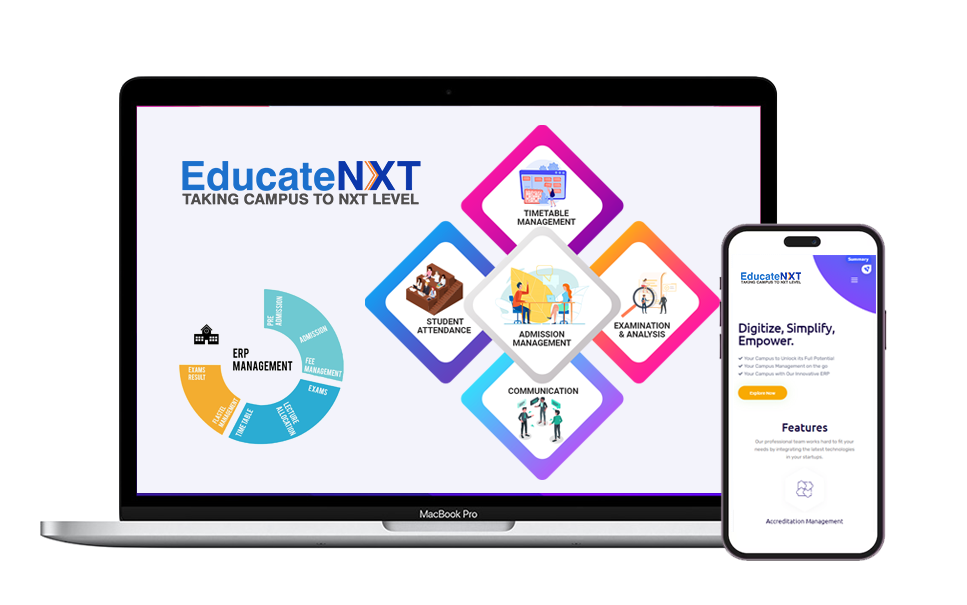 EducateNXT
TAKING CAMPUS TO NXT LEVEL
TIMETABLE
MANAGEMENT
STUDENT
ATTENDANCE
ADMISSION
MANAGEMENT
EXAMINATION
& ANALYSIS
COMMUNICATION
ERP
MANAGEMENT
PRE
ADMISSION
ADMISSION
FEE
MANAGEMENT
EXAMS
LECTURE
ALLOCATION
TIMETABLE
MANAGEMENT
EXAMS
RESULT
MacBook Pro
Summary
EducateNXT
TAKING CAMPUS TO NXT LEVEL
Digitize, Simplify,
Empower.
Your Campus to Unlock its Full Potential
Your Campus Management on the go
Your Campus with Our Innovative ERP
Explore Now
Features
Our professional team works hard to fit your
needs by integrating the latest technologies
in your startups.
Accreditation Management